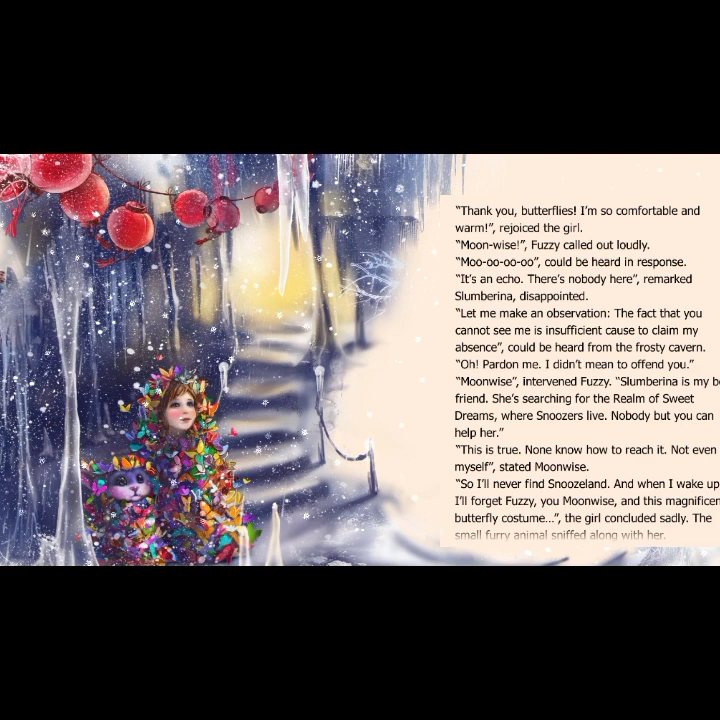 “Thank you, butterflies! I’m so comfortable and
warm!”, rejoiced the girl.
“Moon-wise!”, Fuzzy called out loudly.
“Moo-oo-oo-oo”, could be heard in response.
“It’s an echo. There’s nobody here”, remarked
Slumberina, disappointed.
“Let me make an observation: The fact that you
cannot see me is insufficient cause to claim my
absence”, could be heard from the frosty cavern.
“Oh! Pardon me. I didn’t mean to offend you.”
“Moonwise”, intervened Fuzzy. “Slumberina is my
friend. She’s searching for the Realm of Sweet
Dreams, where Snoozers live. Nobody but you can
help her.”
“This is true. None know how to reach it. Not even
myself”, stated Moonwise.
“So I’ll never find Snoozeland. And when I wake up
I’ll forget Fuzzy, you Moonwise, and this
butterfly costume…”, the girl concluded sadly. The
small furry animal sniffed along with her.